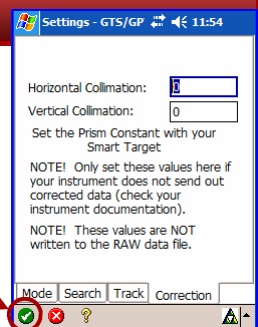 Settings - GTS/GP 11:54
Horizontal Collimation: 0
Vertical Collimation: 0
Set the Prism Constant with your
Smart Target
NOTE! Only set these values here if
your instrument does not send out
corrected data (check your
instrument documentation).
NOTE! These values are NOT
written to the RAW data file.
Mode Search Track Correction
?